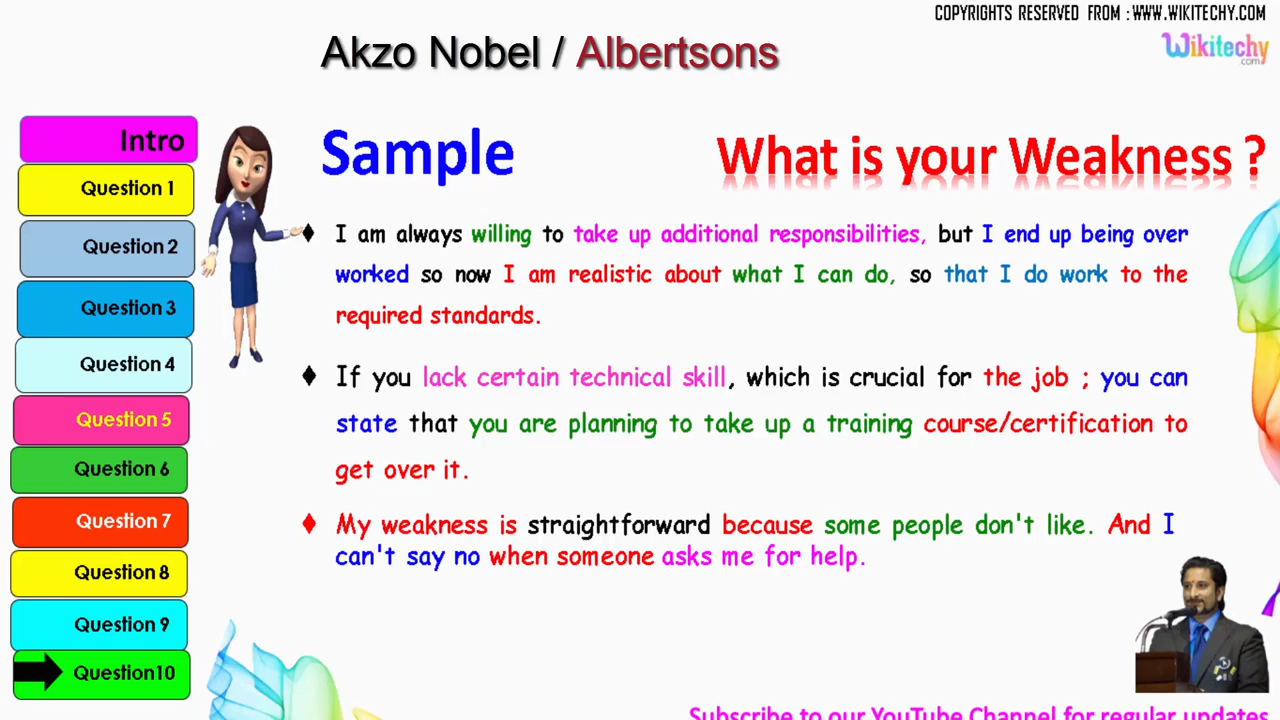 COPYRIGHTS RESERVED FROM : WWW.WIKITECHY.COM
Wikitechy
.com
Akzo Nobel / Albertsons
Intro
Question 1
Question 2
Question 3
Question 4
Question 5
Question 6
Question 7
Question 8
Question 9
Question10
Sample
What is your Weakness ?
I am always willing to take up additional responsibilities, but I end up being over
worked so now I am realistic about what I can do, so that I do work to the
required standards.
If you lack certain technical skill, which is crucial for the job ; you can
state that you are planning to take up a training course/certification to
get over it.
My weakness is straightforward because some people don't like. And I
can't say no when someone asks me for help.
Subscribe to our YouTube Channel for regular updates